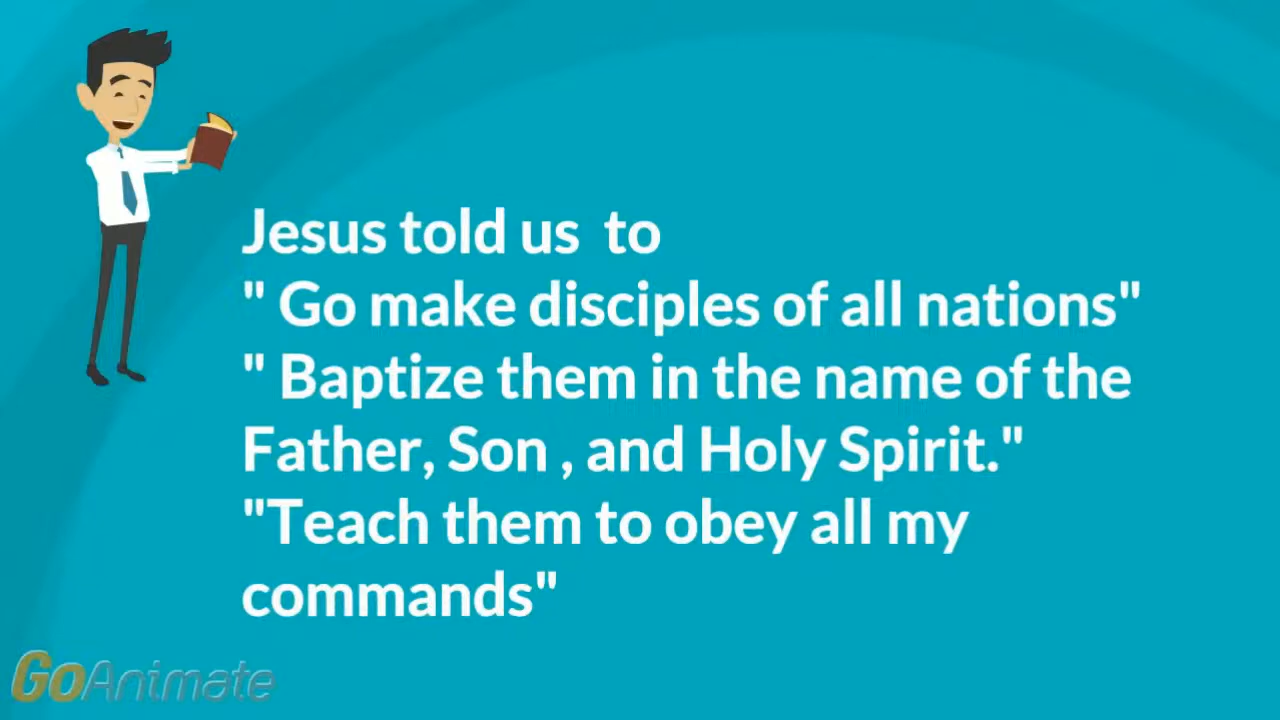 Jesus told us  to
" Go make disciples of all nations"
" Baptize them in the name of the
Father, Son , and Holy Spirit."
"Teach them to obey all my
commands"
GoAnimate